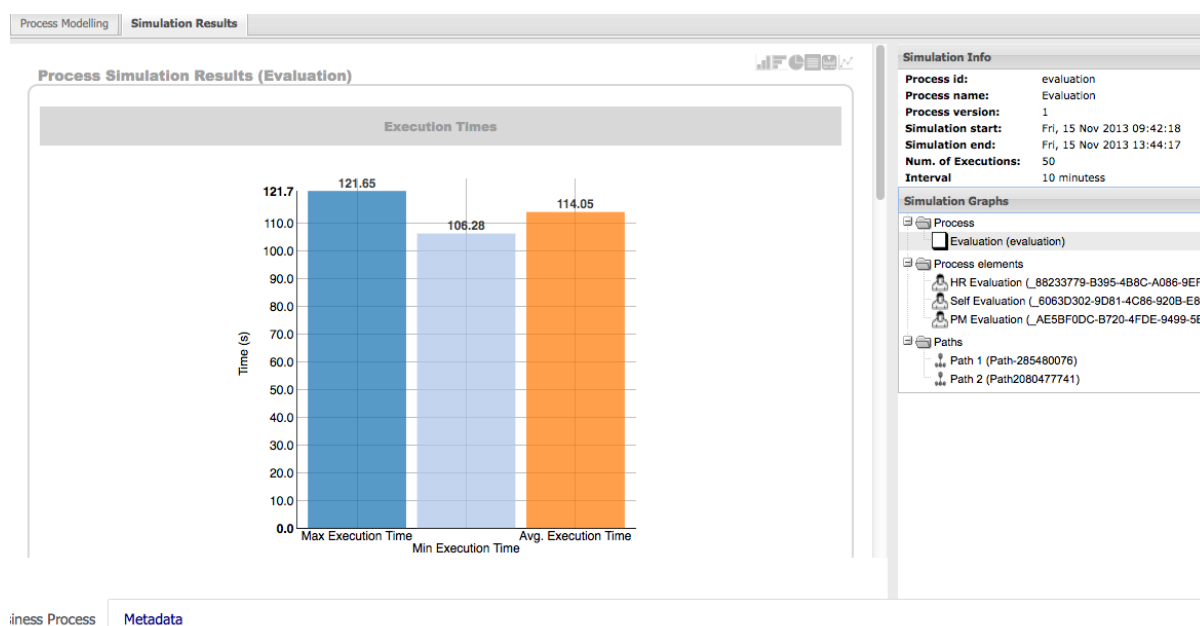 Process Modelling
Simulation Results
Process Simulation Results (Evaluation)
Execution Times
121.65
106.28
114.05
121.7
110.0
100.0
90.0
80.0
70.0
60.0
50.0
40.0
30.0
20.0
10.0
0.0
Time (s)
Max Execution Time
Min Execution Time
Avg. Execution Time
Simulation Info
Process id: evaluation
Process name: Evaluation
Process version: 1
Simulation start: Fri, 15 Nov 2013 09:42:18
Simulation end: Fri, 15 Nov 2013 13:44:17
Num. of Executions: 50
Interval 10 minutess
Simulation Graphs
Process
Evaluation (evaluation)
Process elements
HR Evaluation (_88233779-B395-4B8C-A086-9EF
Self Evaluation (_6063D302-9D81-4C86-920B-E8
PM Evaluation (_AE5BF0DC-B720-4FDE-9499-5E
Paths
Path 1 (Path-285480076)
Path 2 (Path2080477741)
iness Process
Metadata